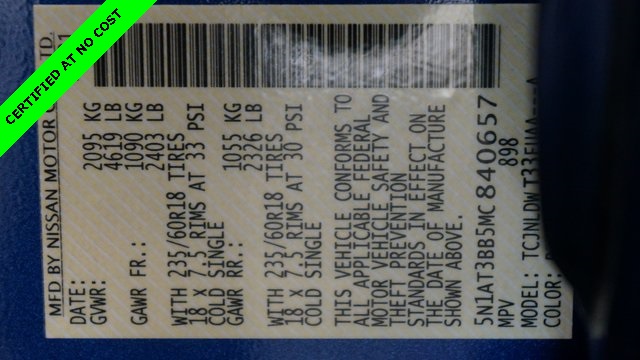 CERTIFIED AT NO COST
MFD BY NISSAN MOTOR
DATE:
GVWR: 2095 KG
4619 LB
GAWR FR.: 1090 KG
2403 LB
WITH 235/60R18 TIRES
18 X 7.5 RIMS AT 33 PSI
COLD SINGLE
GAWR RR.: 1055 KG
2326 LB
WITH 235/60R18 TIRES
18 X 7.5 RIMS AT 30 PSI
COLD SINGLE
THIS VEHICLE CONFORMS TO
ALL APPLICABLE FEDERAL
MOTOR VEHICLE SAFETY AND
THEFT PREVENTION
STANDARDS IN EFFECT ON
THE DATE OF MANUFACTURE
SHOWN ABOVE.
5N1AT3BB5MC840657
MPV 898
MODEL:
COLOR: